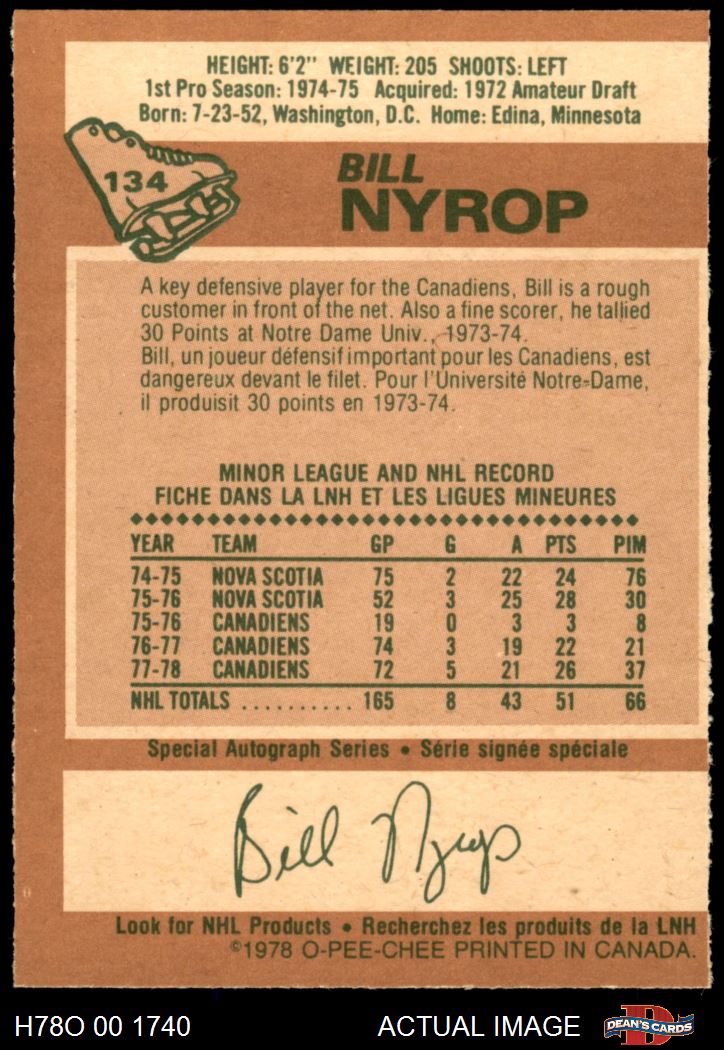 HEIGHT: 6'2" WEIGHT: 205 SHOOTS: LEFT
1st Pro Season: 1974-75 Acquired: 1972 Amateur Draft
Born: 7-23-52, Washington, D.C. Home: Edina, Minnesota
134
BILL
NYROP
A key defensive player for the Canadiens, Bill is a rough
customer in front of the net. Also a fine scorer, he tallied
30 Points at Notre Dame Univ., 1973-74.
Bill, un joueur défensif important pour les Canadiens, est
dangereux devant le filet. Pour l'Université Notre-Dame,
il produisit 30 points en 1973-74.
MINOR LEAGUE AND NHL RECORD
FICHE DANS LA LNH ET LES LIGUES MINEURES
YEAR TEAM GP G A PTS PIM
74-75 NOVA SCOTIA 75 2 22 24 76
75-76 NOVA SCOTIA 52 3 25 28 30
75-76 CANADIENS 19 0 3 3 8
76-77 CANADIENS 74 3 19 22 21
77-78 CANADIENS 72 5 21 26 37
NHL TOTALS .......... 165 8 43 51 66
Special Autograph Series • Série signée spéciale
Bill Nyrop
Look for NHL Products • Recherchez les produits de la LNH
©1978 O-PEE-CHEE PRINTED IN CANADA.
H78O 00 1740 ACTUAL IMAGE D DEAN'S CARDS